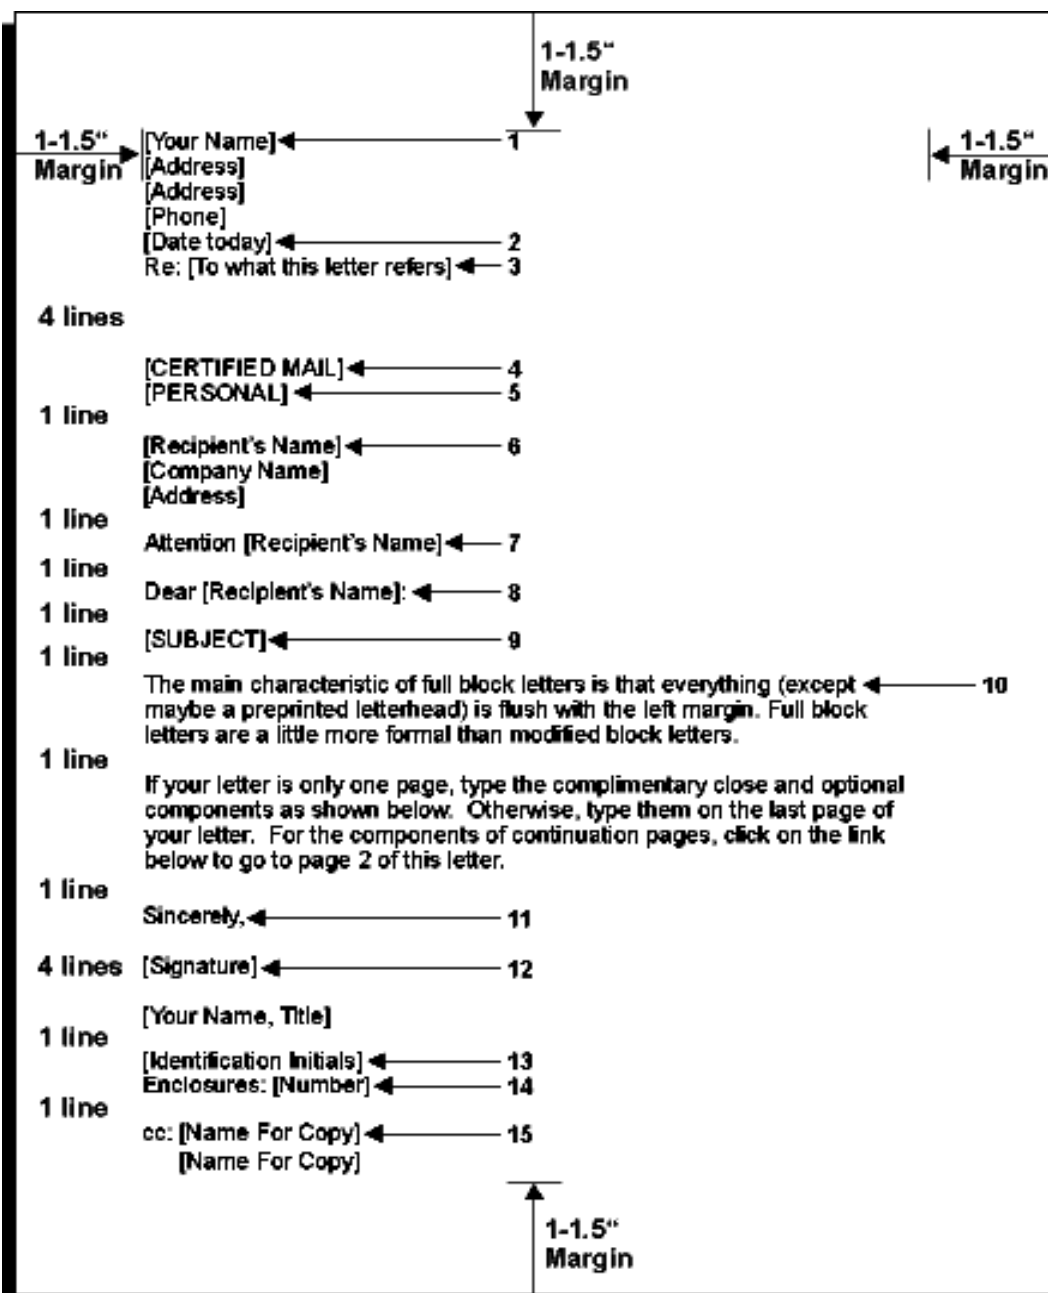 1-1.5“
Margin
1-1.5“
Margin
[Your Name] 1
1-1.5“
Margin
[Address]
[Address]
[Phone]
[Date today] 2
Re: [To what this letter refers] 3
4 lines
[CERTIFIED MAIL] 4
[PERSONAL] 5
1 line
[Recipient's Name] 6
[Company Name]
[Address]
1 line
Attention [Recipient's Name] 7
1 line
Dear [Recipient's Name]: 8
1 line
[SUBJECT] 9
1 line
The main characteristic of full block letters is that everything (except 10
maybe a preprinted letterhead) is flush with the left margin. Full block
letters are a little more formal than modified block letters.
1 line
If your letter is only one page, type the complimentary close and optional
components as shown below.  Otherwise, type them on the last page of
your letter.  For the components of continuation pages, click on the link
below to go to page 2 of this letter.
1 line
Sincerely, 11
4 lines [Signature] 12
[Your Name, Title]
1 line
[Identification Initials] 13
Enclosures: [Number] 14
1 line
cc: [Name For Copy] 15
[Name For Copy]
1-1.5“
Margin